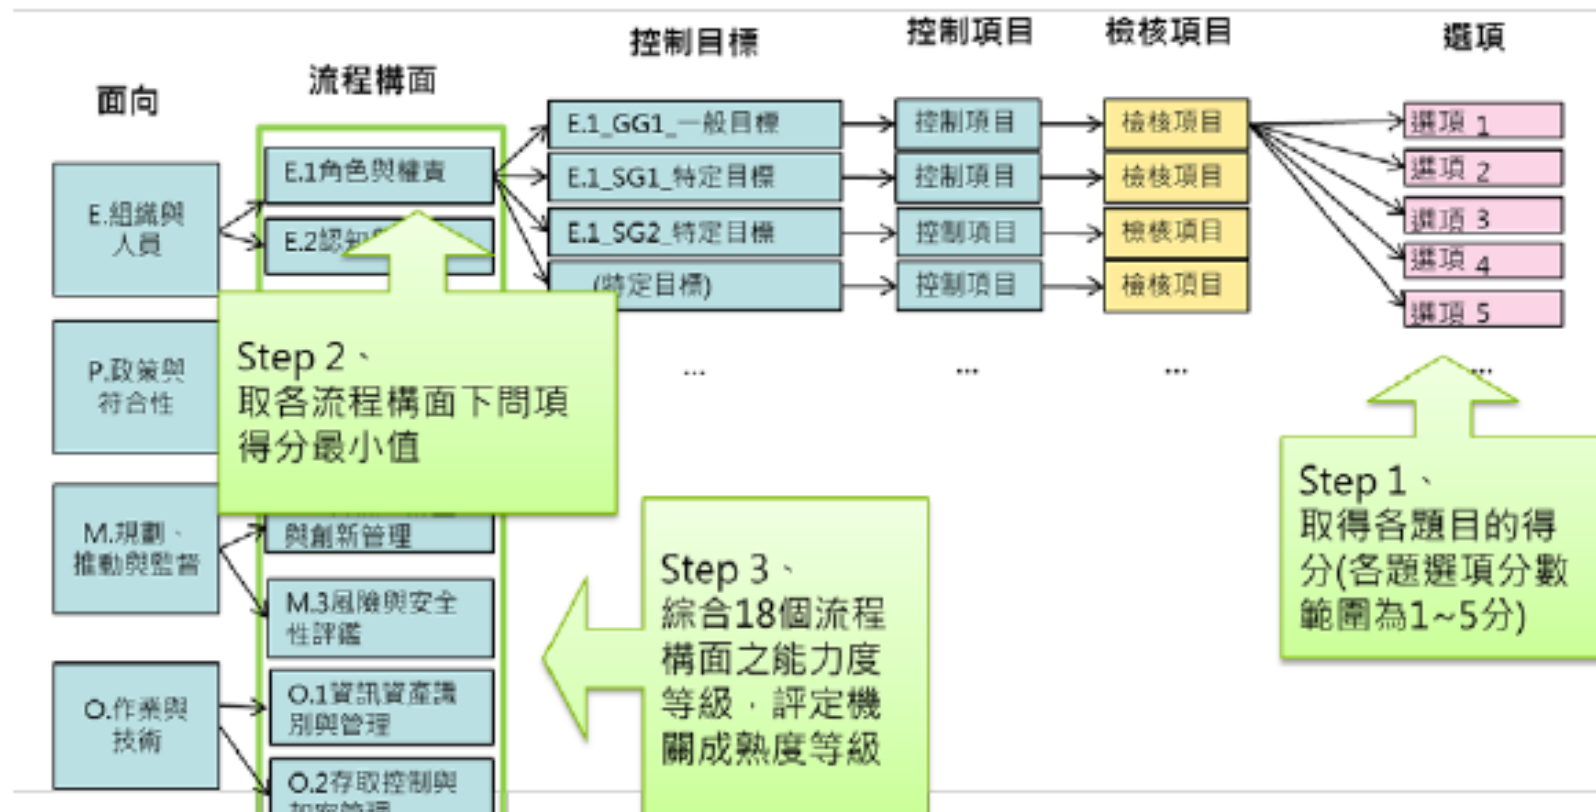 面向
流程構面
控制目標
控制項目
檢核項目
選項
E.組織與
人員
P.政策與
符合性
M.規劃、
推動與監督
O.作業與
技術
E.1角色與權責
E.2認知
與創新管理
M.3風險與安全
性評鑑
O.1資訊資產識
別與管理
O.2存取控制與
加密管理
E.1_GG1_一般目標
控制項目
檢核項目
E.1_SG1_特定目標
控制項目
檢核項目
E.1_SG2_特定目標
控制項目
檢核項目
(特定目標)
控制項目
檢核項目
...
...
...
選項 1
選項 2
選項 3
選項 4
選項 5
...
Step 2、
取各流程構面下問項
得分最小值
Step 3、
綜合18個流程
構面之能力度
等級，評定機
關成熟度等級
Step 1、
取得各題目的得
分(各題選項分數
範圍為1~5分)